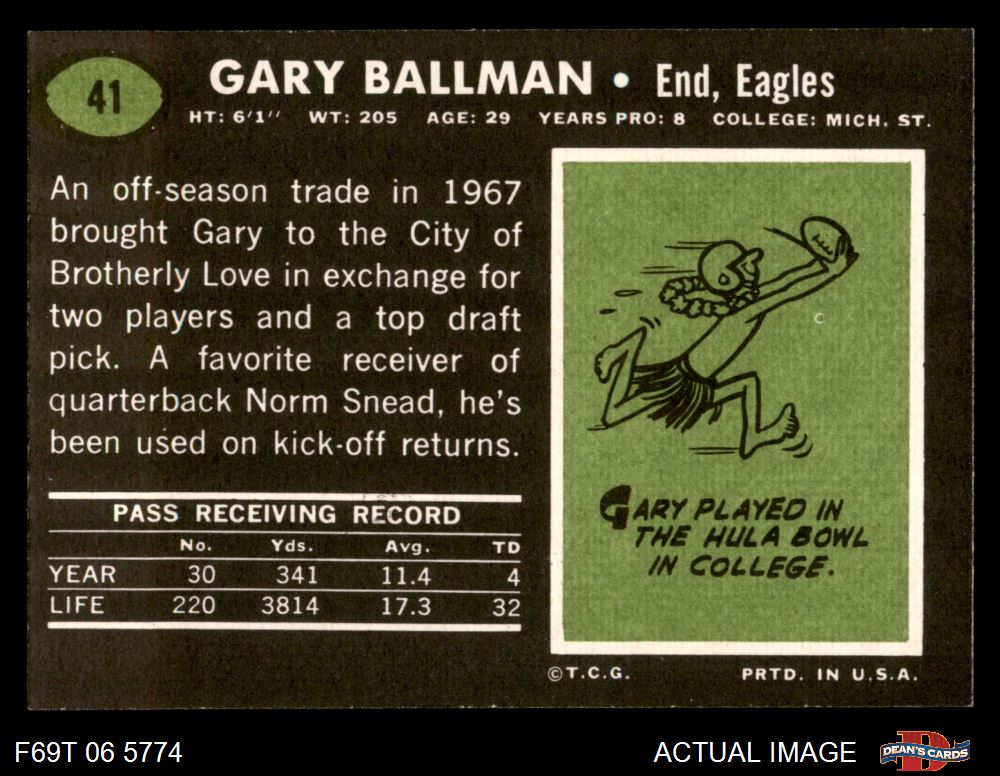 41
GARY BALLMAN • End, Eagles
HT: 6'1'' WT: 205 AGE: 29 YEARS PRO: 8 COLLEGE: MICH. ST.
An off-season trade in 1967
brought Gary to the City of
Brotherly Love in exchange for
two players and a top draft
pick. A favorite receiver of
quarterback Norm Snead, he's
been used on kick-off returns.
PASS RECEIVING RECORD
No. Yds. Avg. TD
YEAR 30 341 11.4 4
LIFE 220 3814 17.3 32
GARY PLAYED IN
THE HULA BOWL
IN COLLEGE.
©T.C.G. PRTD. IN U.S.A.
F69T 06 5774 ACTUAL IMAGE
D
DEAN'S CARDS